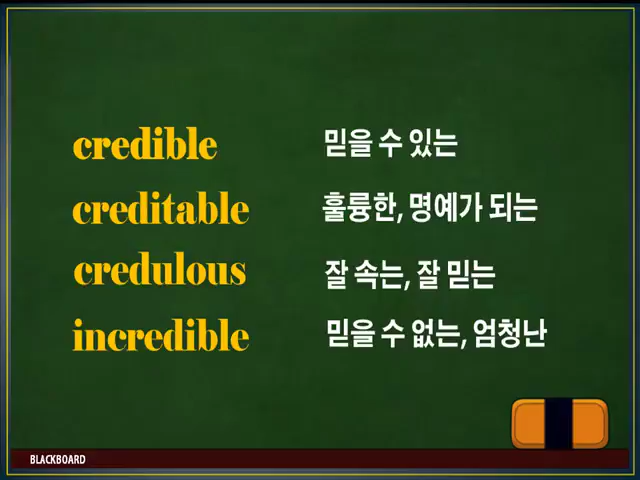 credible 믿을 수 있는
creditable 훌륭한, 명예가 되는
credulous 잘 속는, 잘 믿는
incredible 믿을 수 없는, 엄청난
BLACKBOARD